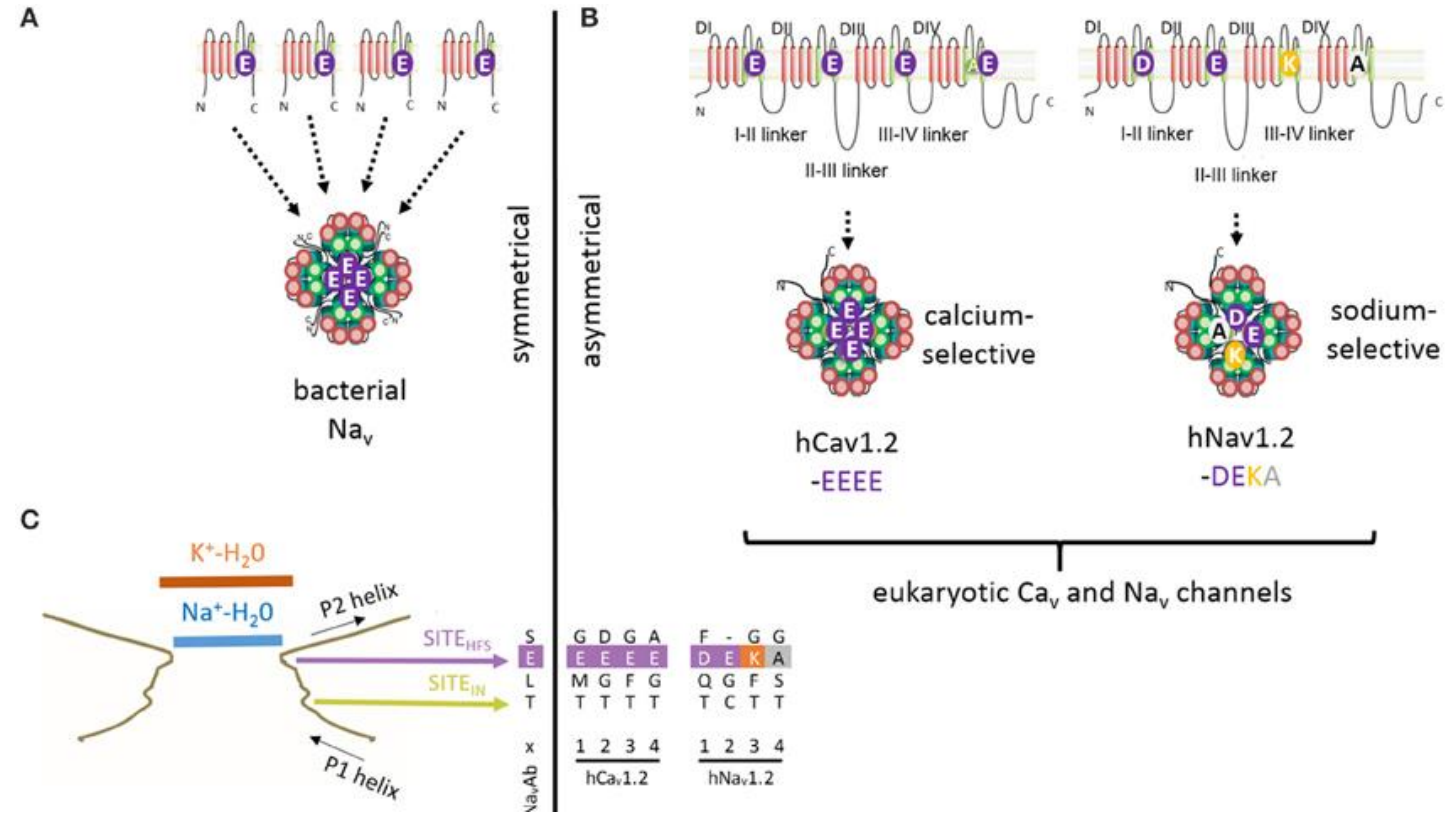 A
E E E E
N C N C N C N C
E
E E
E
N C
N
C
C N
C
N
bacterial
Naᵥ
symmetrical
asymmetrical
B
DI DII DIII DIV
E E E A E
N
C
I-II linker III-IV linker
II-III linker
C
N
E
E E
E
calcium-
selective
hCav1.2
-EEEE
DI DII DIII DIV
D E K A
N
C
I-II linker III-IV linker
II-III linker
C
N
D
A E
K
sodium-
selective
hNav1.2
-DEKA
eukaryotic Caᵥ and Naᵥ channels
C
K⁺-H₂0
Na⁺-H₂0
P2 helix
SITE_HFS
SITE_IN
P1 helix
S G D G A F - G G
E E E E E D E K A
L M G F G Q G F S
T T T T T T C T T
x 1 2 3 4 1 2 3 4
NaᵥAb hCaᵥ1.2 hNaᵥ1.2